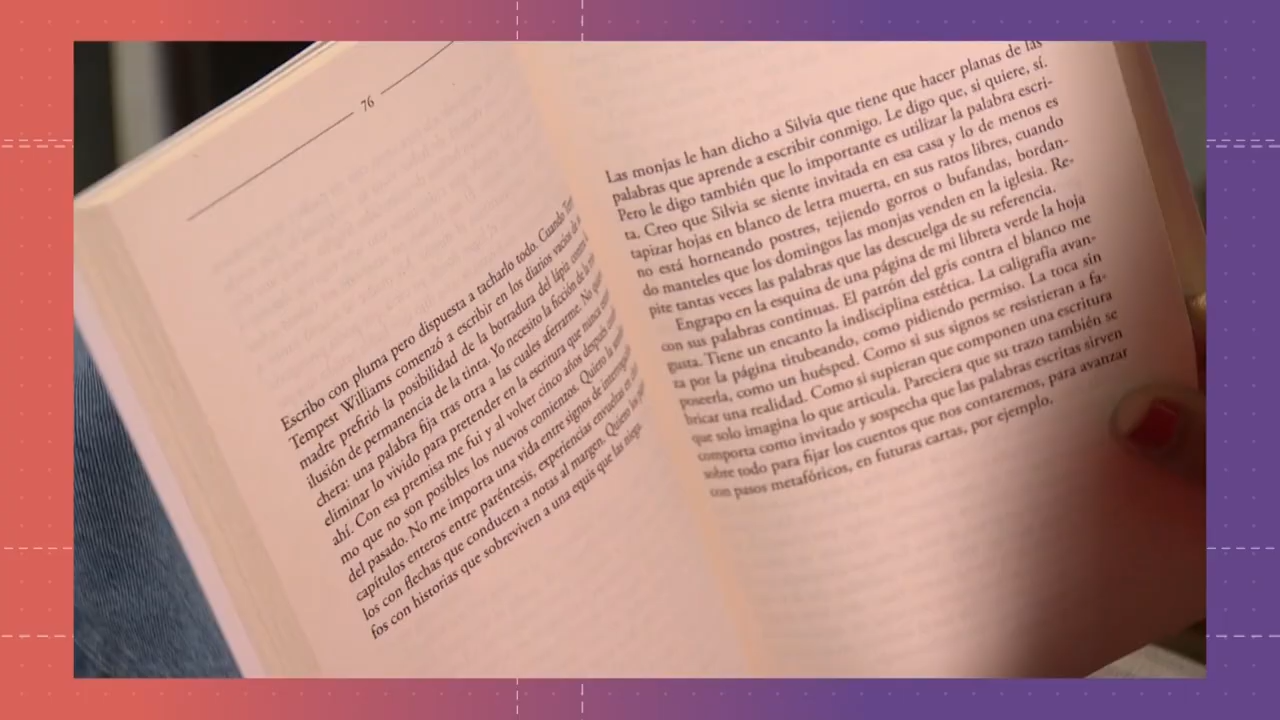 76
Escribo con pluma pero dispuesta a tacharlo todo. Cuando
Tempest Williams comenzó a escribir en los diarios vacíos de
madre prefirió la posibilidad de la borradura del lápiz contra
ilusión de permanencia de la tinta. Yo necesito la ficción de la
chera: una palabra fija tras otra a las cuales aferrarme. No
eliminar lo vivido para pretender en la escritura que nunca
ahí. Con esa premisa me fui y al volver cinco años después
mo que no son posibles los nuevos comienzos. Quiero la
del pasado. No me importa una vida entre signos de
capítulos enteros entre paréntesis, experiencias envueltas en
los con flechas que conducen a notas al margen. Quiero
fos con historias que sobreviven a una equis que las niega.
Las monjas le han dicho a Silvia que tiene que hacer planas de las
palabras que aprende a escribir conmigo. Le digo que, si quiere, sí.
Pero le digo también que lo importante es utilizar la palabra escri-
ta. Creo que Silvia se siente invitada en esa casa y lo de menos es
tapizar hojas en blanco de letra muerta, en sus ratos libres, cuando
no está horneando postres, tejiendo gorros o bufandas, bordan-
do manteles que los domingos las monjas venden en la iglesia. Re-
pite tantas veces las palabras que las descuelga de su referencia.
Engrapo en la esquina de una página de mi libreta verde la hoja
con sus palabras continuas. El patrón del gris contra el blanco me
gusta. Tiene un encanto la indisciplina estética. La caligrafía avan-
za por la página titubeando, como pidiendo permiso. La toca sin
poseerla, como un huésped. Como si sus signos se resistieran a fa-
bricar una realidad. Como si supieran que componen una escritura
que solo imagina lo que articula. Pareciera que su trazo también se
comporta como invitado y sospecha que las palabras escritas sirven
sobre todo para fijar los cuentos que nos contaremos, para avanzar
con pasos metafóricos, en futuras cartas, por ejemplo.